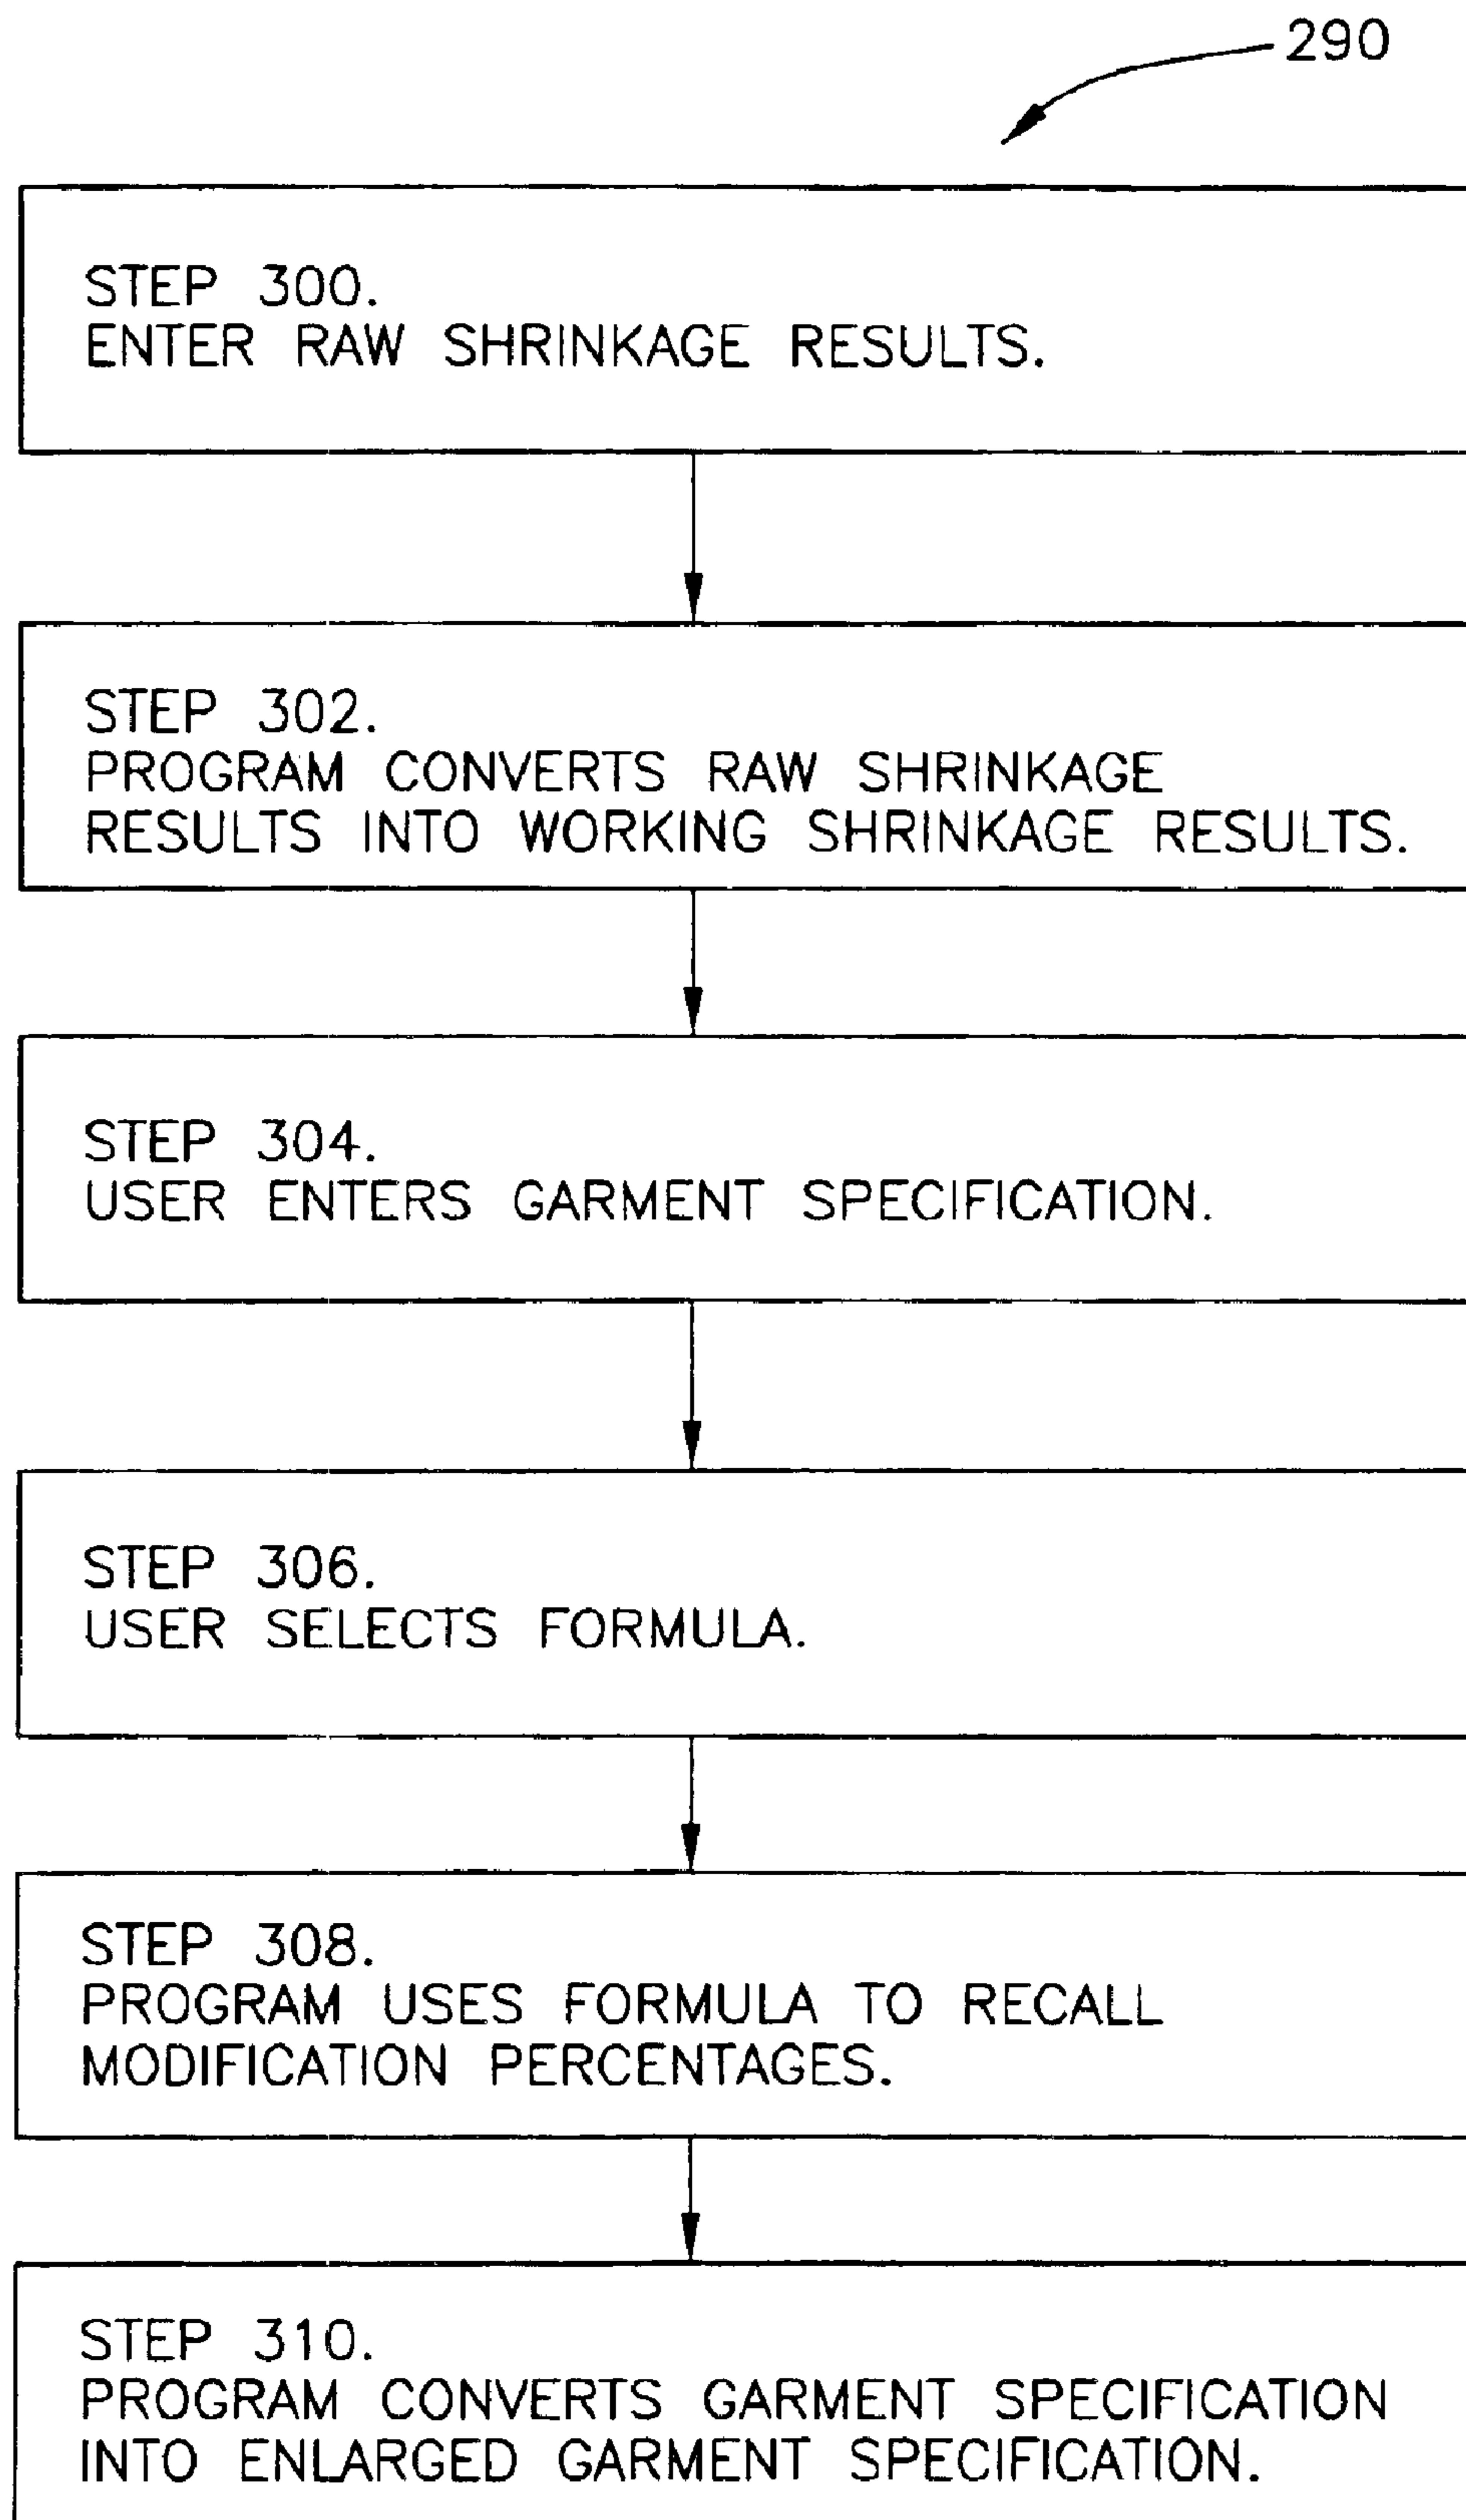 290
STEP 300.
ENTER RAW SHRINKAGE RESULTS.
STEP 302.
PROGRAM CONVERTS RAW SHRINKAGE
RESULTS INTO WORKING SHRINKAGE RESULTS.
STEP 304.
USER ENTERS GARMENT SPECIFICATION.
STEP 306.
USER SELECTS FORMULA.
STEP 308.
PROGRAM USES FORMULA TO RECALL
MODIFICATION PERCENTAGES.
STEP 310.
PROGRAM CONVERTS GARMENT SPECIFICATION
INTO ENLARGED GARMENT SPECIFICATION.